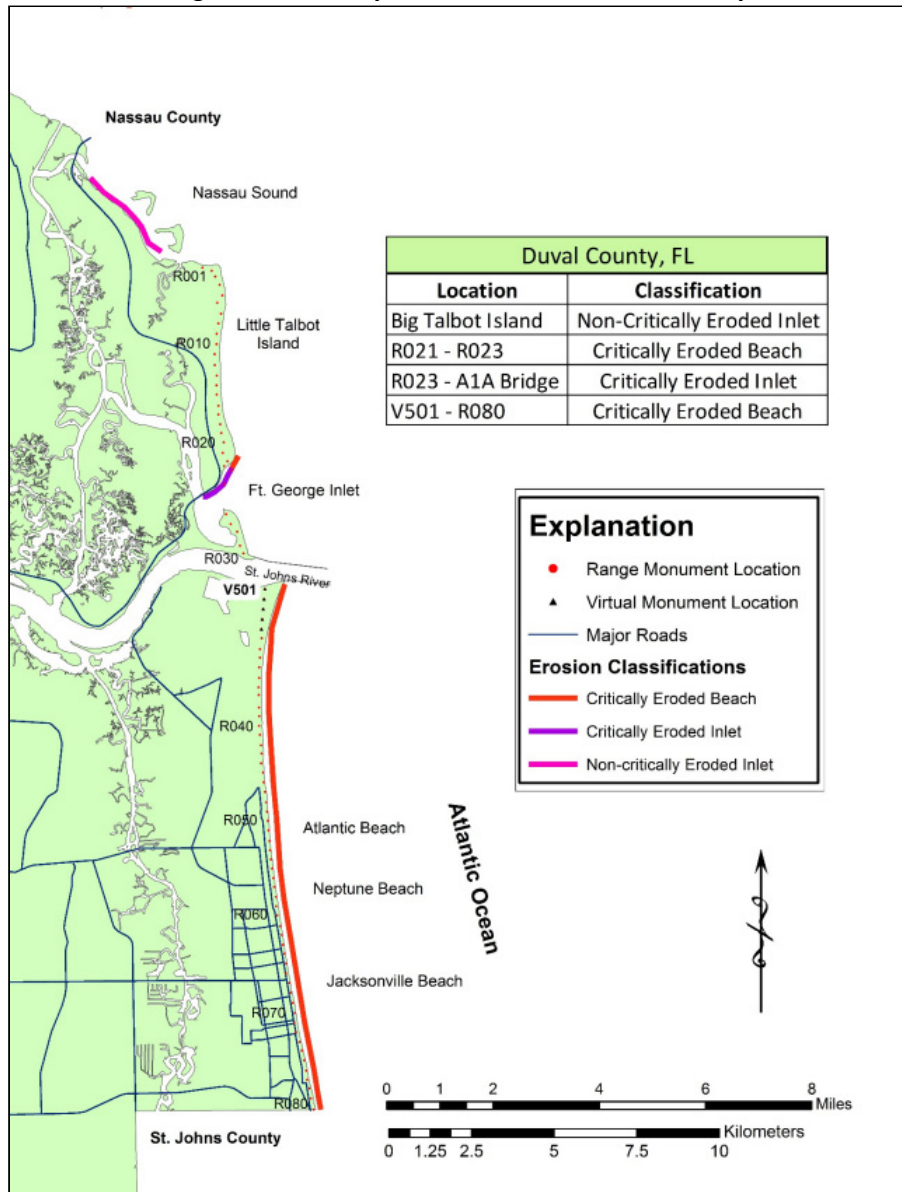 Nassau County
Nassau Sound
R001
Little Talbot
Island
R010
R020
Ft. George Inlet
R030
St. Johns River
V501
R040
R050
Atlantic Beach
Neptune Beach
R060
Jacksonville Beach
R070
R080
St. Johns County
Atlantic Ocean
Duval County, FL
Location Classification
Big Talbot Island Non-Critically Eroded Inlet
R021 - R023 Critically Eroded Beach
R023 - A1A Bridge Critically Eroded Inlet
V501 - R080 Critically Eroded Beach
Explanation
Range Monument Location
Virtual Monument Location
Major Roads
Erosion Classifications
Critically Eroded Beach
Critically Eroded Inlet
Non-critically Eroded Inlet
0 2 4 6 8
Miles
Kilometers
0 1.25 2.5 5 7.5 10